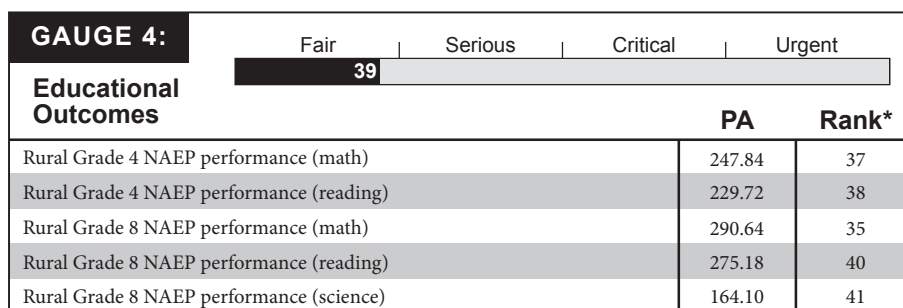 GAUGE 4:
Fair | Serious | Critical | Urgent
39
Educational
Outcomes
PA Rank*
Rural Grade 4 NAEP performance (math) 247.84 37
Rural Grade 4 NAEP performance (reading) 229.72 38
Rural Grade 8 NAEP performance (math) 290.64 35
Rural Grade 8 NAEP performance (reading) 275.18 40
Rural Grade 8 NAEP performance (science) 164.10 41